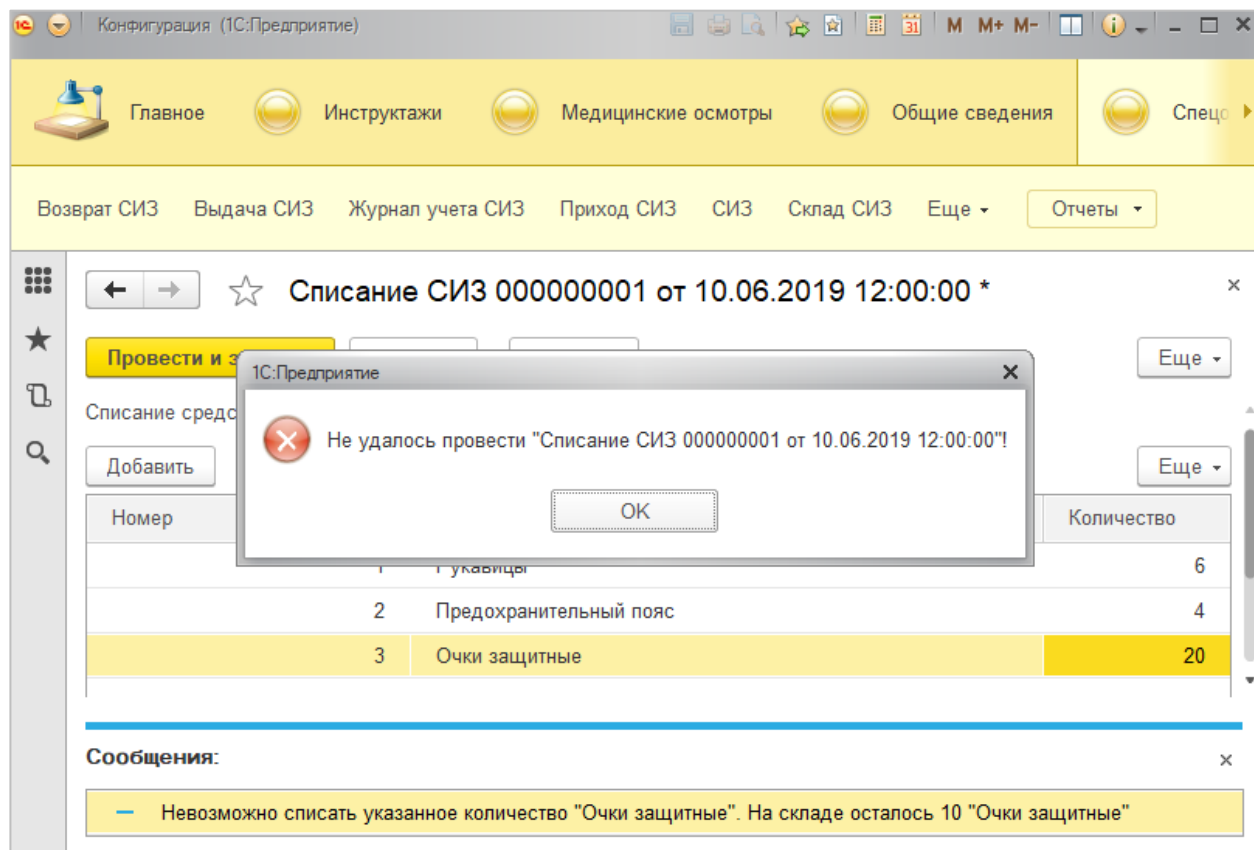 Конфигурация (1С:Предприятие)
31 M M+ M-
Главное Инструктажи Медицинские осмотры Общие сведения
Возврат СИЗ Выдача СИЗ Журнал учета СИЗ Приход СИЗ СИЗ Склад СИЗ Еще Отчеты
Списание СИЗ 000000001 от 10.06.2019 12:00:00 *
Провести и Еще
1С:Предприятие
Списание
Не удалось провести "Списание СИЗ 000000001 от 10.06.2019 12:00:00"!
Добавить Еще
OK
Номер Количество
1 Рукавицы 6
2 Предохранительный пояс 4
3 Очки защитные 20
Сообщения:
Невозможно списать указанное количество "Очки защитные". На складе осталось 10 "Очки защитные"